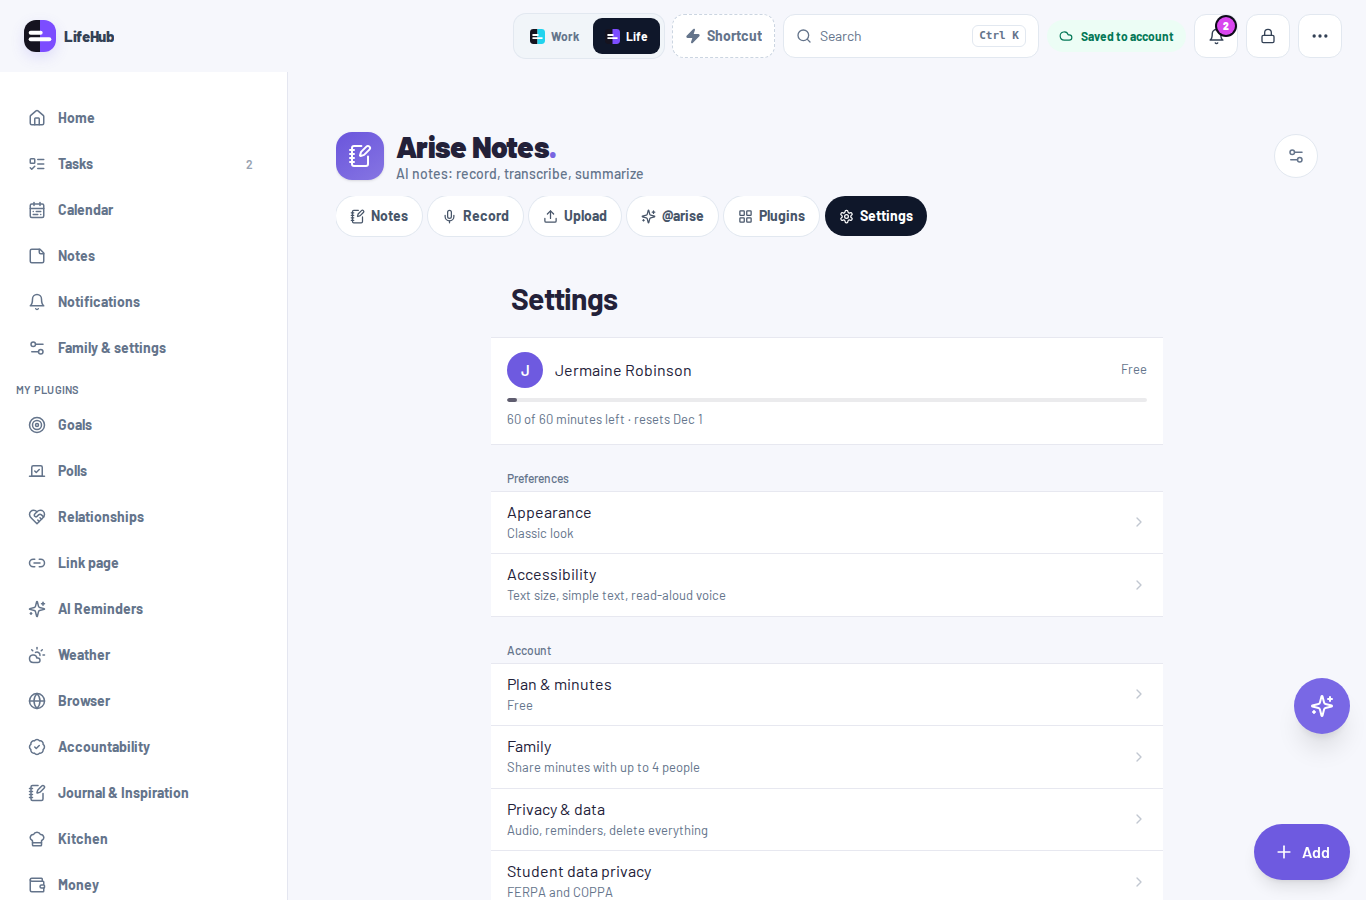 LifeHub
Work
Life
Shortcut
Search
Ctrl K
Saved to account
2
Home
Tasks
2
Calendar
Notes
Notifications
Family & settings
MY PLUGINS
Goals
Polls
Relationships
Link page
AI Reminders
Weather
Browser
Accountability
Journal & Inspiration
Kitchen
Money
Arise Notes.
AI notes: record, transcribe, summarize
Notes
Record
Upload
@arise
Plugins
Settings
Settings
J
Jermaine Robinson
Free
60 of 60 minutes left · resets Dec 1
Preferences
Appearance
Classic look
Accessibility
Text size, simple text, read-aloud voice
Account
Plan & minutes
Free
Family
Share minutes with up to 4 people
Privacy & data
Audio, reminders, delete everything
Student data privacy
FERPA and COPPA
Add